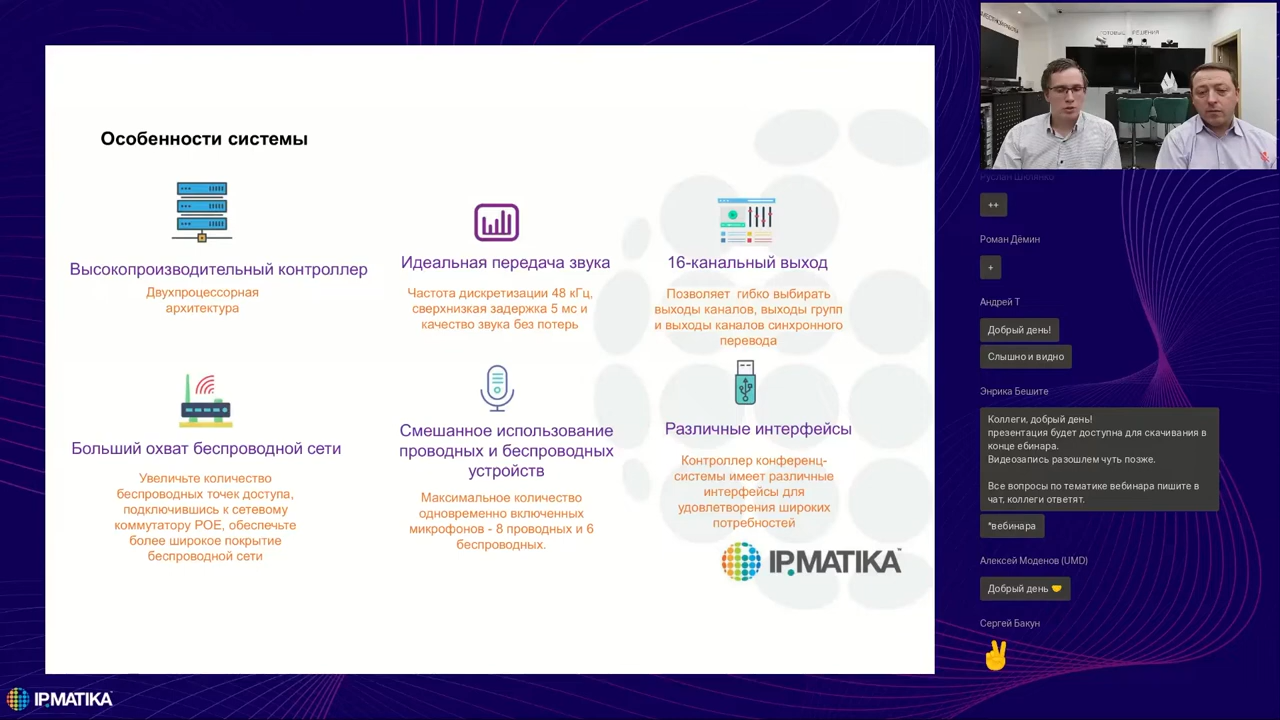 Особенности системы
Высокопроизводительный контроллер
Двухпроцессорная
архитектура
Идеальная передача звука
Частота дискретизации 48 кГц,
сверхнизкая задержка 5 мс и
качество звука без потерь
16-канальный выход
Позволяет гибко выбирать
выходы каналов, выходы групп
и выходы каналов синхронного
перевода
Больший охват беспроводной сети
Увеличьте количество
беспроводных точек доступа,
подключившись к сетевому
коммутатору POE, обеспечьте
более широкое покрытие
беспроводной сети
Смешанное использование
проводных и беспроводных
устройств
Максимальное количество
одновременно включенных
микрофонов - 8 проводных и 6
беспроводных.
Различные интерфейсы
Контроллер конференц-
системы имеет различные
интерфейсы для
удовлетворения широких
потребностей
IP.MATIKA
IP.MATIKA
Руслан Шклянко
++
Роман Дёмин
+
Андрей Т
Добрый день!
Слышно и видно
Энрика Бешите
Коллеги, добрый день!
презентация будет доступна для скачивания в
конце ебинара.
Видеозапись разошлем чуть позже.
Все вопросы по тематике вебинара пишите в
чат, коллеги ответят.
*вебинара
Алексей Моденов (UMD)
Добрый день 🤝
Сергей Бакун
✌